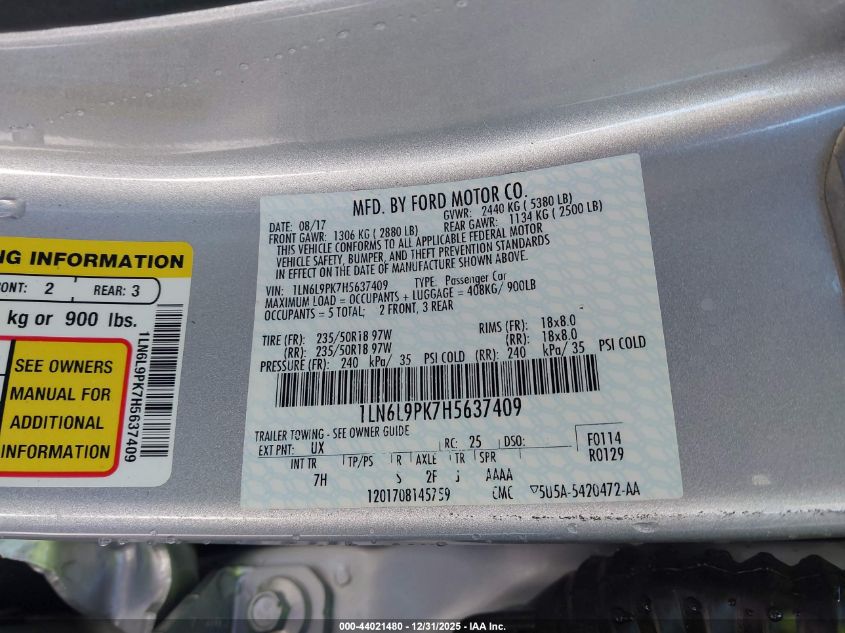 MFD. BY FORD MOTOR CO.
DATE: 08/17 GVWR: 2440 KG ( 5380 LB)
FRONT GAWR: 1306 KG ( 2880 LB) REAR GAWR: 1134 KG ( 2500 LB)
THIS VEHICLE CONFORMS TO ALL APPLICABLE FEDERAL MOTOR
VEHICLE SAFETY, BUMPER, AND THEFT PREVENTION STANDARDS
IN EFFECT ON THE DATE OF MANUFACTURE SHOWN ABOVE.
VIN: 1LN6L9PK7H5637409 TYPE: Passenger Car
MAXIMUM LOAD = OCCUPANTS + LUGGAGE = 408KG/ 900LB
OCCUPANTS = 5 TOTAL; 2 FRONT, 3 REAR
TIRE (FR): 235/50R18 97W RIMS (FR): 18x8.0
(RR): 235/50R18 97W (RR): 18x8.0
PRESSURE (FR): 240 kPa/ 35 PSI COLD (RR): 240 kPa/ 35 PSI COLD
1LN6L9PK7H5637409
TRAILER TOWING - SEE OWNER GUIDE
EXT PNT: UX RC: 25 DSO: F0114
R0129
INT TR TP/PS R AXLE TR SPR
7H S 2F J AAAA
1201708145759 CMC 5U5A-5420472-AA
NG INFORMATION
ONT: 2 REAR: 3
kg or 900 lbs.
SEE OWNERS
MANUAL FOR
ADDITIONAL
INFORMATION
1LN6L9PK7H5637409
000-44021480 - 12/31/2025 - IAA Inc.